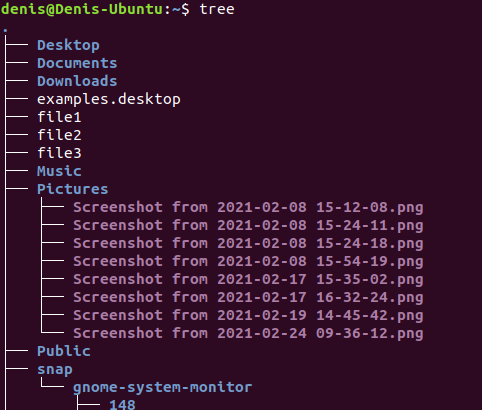 denis@Denis-Ubuntu:~$ tree
.
├── Desktop
├── Documents
├── Downloads
├── examples.desktop
├── file1
├── file2
├── file3
├── Music
├── Pictures
│   ├── Screenshot from 2021-02-08 15-12-08.png
│   ├── Screenshot from 2021-02-08 15-24-11.png
│   ├── Screenshot from 2021-02-08 15-24-18.png
│   ├── Screenshot from 2021-02-08 15-54-19.png
│   ├── Screenshot from 2021-02-17 15-35-02.png
│   ├── Screenshot from 2021-02-17 16-32-24.png
│   ├── Screenshot from 2021-02-19 14-45-42.png
│   └── Screenshot from 2021-02-24 09-36-12.png
├── Public
├── snap
│   └── gnome-system-monitor
│       ├── 148